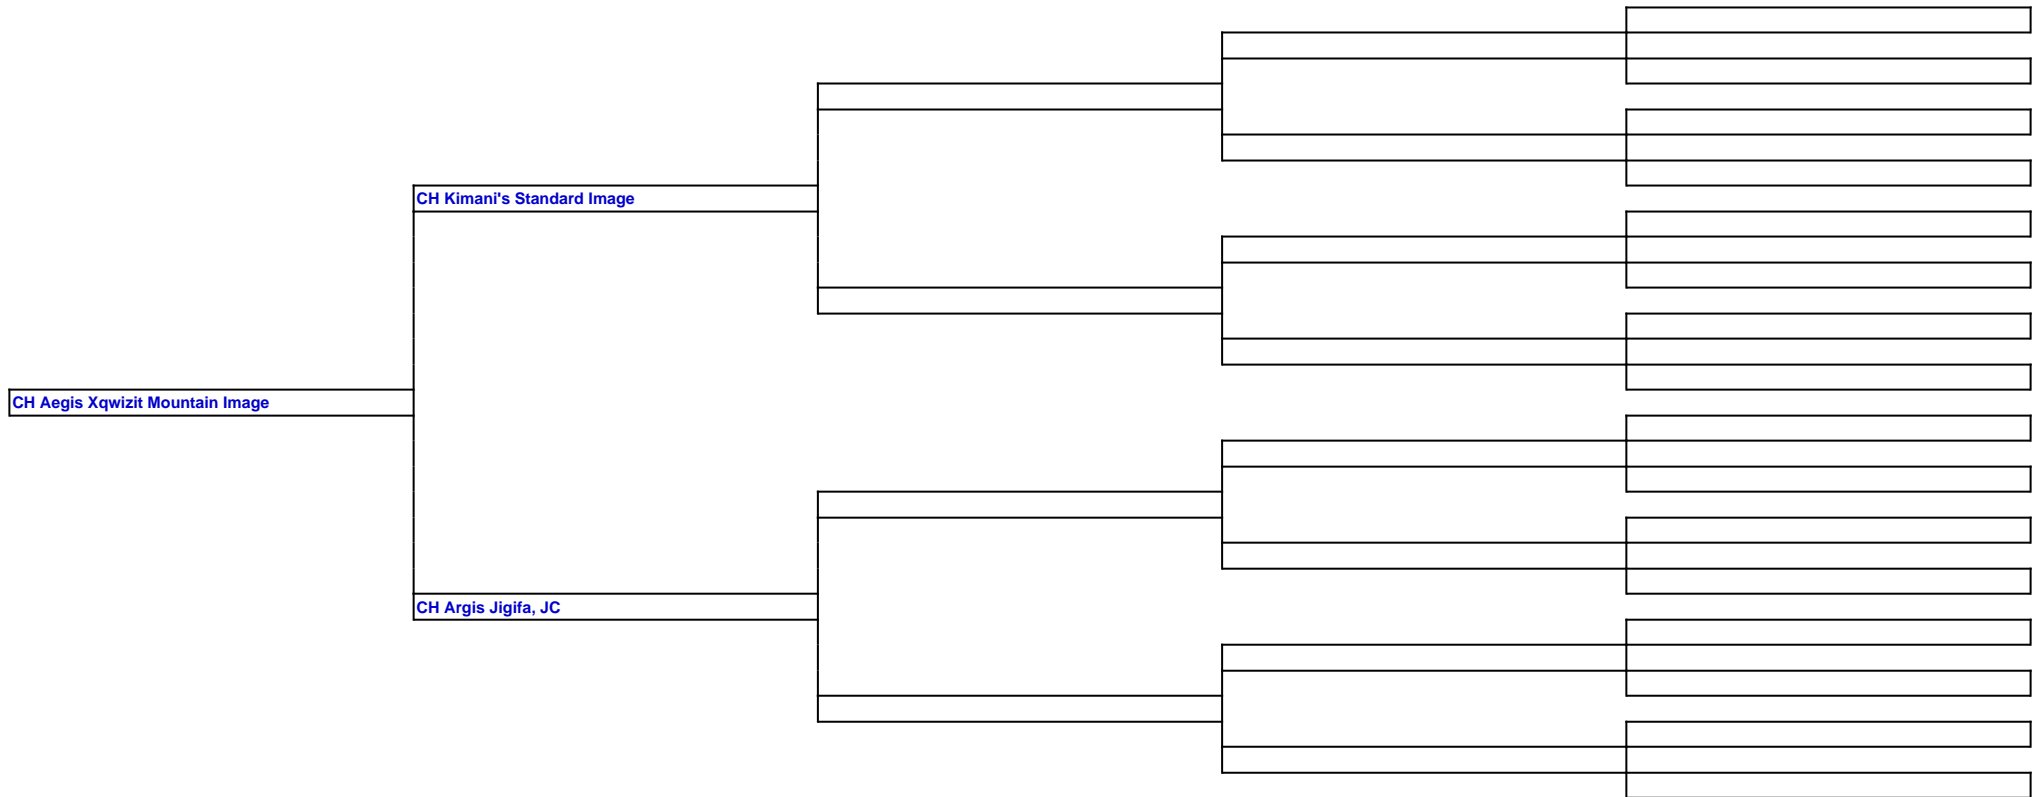 CH Kimani's Standard Image
CH Aegis Xqwizit Mountain Image
CH Argis Jigifa, JC